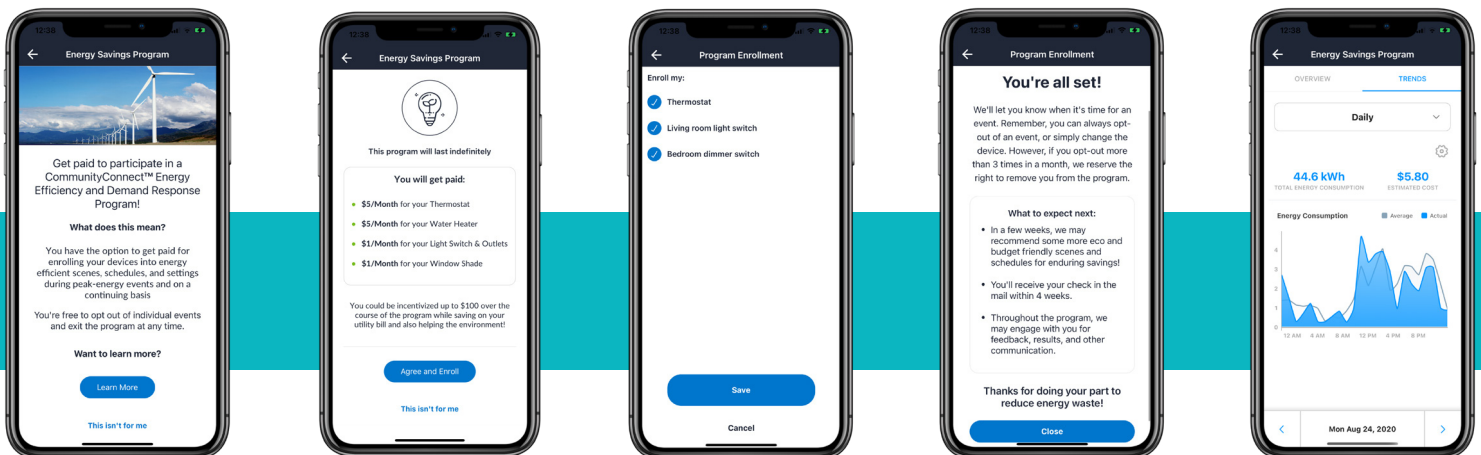 12:38
Energy Savings Program
Get paid to participate in a
CommunityConnect™ Energy
Efficiency and Demand Response
Program!
What does this mean?
You have the option to get paid for
enrolling your devices into energy
efficient scenes, schedules, and settings
during peak-energy events and on a
continuing basis
You're free to opt out of individual events
and exit the program at any time.
Want to learn more?
Learn More
This isn't for me
12:38
Energy Savings Program
This program will last indefinitely
You will get paid:
• $5/Month for your Thermostat
• $5/Month for your Water Heater
• $1/Month for your Light Switch & Outlets
• $1/Month for your Window Shade
You could be incentivized up to $100 over the
course of the program while saving on your
utility bill and also helping the environment!
Agree and Enroll
This isn't for me
12:38
Program Enrollment
Enroll my:
Thermostat
Living room light switch
Bedroom dimmer switch
Save
Cancel
12:38
Program Enrollment
You're all set!
We'll let you know when it's time for an
event. Remember, you can always opt-
out of an event, or simply change the
device. However, if you opt-out more
than 3 times in a month, we reserve the
right to remove you from the program.
What to expect next:
• In a few weeks, we may
recommend some more eco and
budget friendly scenes and
schedules for enduring savings!
• You'll receive your check in the
mail within 4 weeks.
• Throughout the program, we
may engage with you for
feedback, results, and other
communication.
Thanks for doing your part to
reduce energy waste!
Close
12:38
Energy Savings Program
OVERVIEW TRENDS
Daily
44.6 kWh $5.80
TOTAL ENERGY CONSUMPTION ESTIMATED COST
Energy Consumption Average Actual
4
3
2
1
0
12 AM 4 AM 8 AM 12 PM 4 PM 8 PM
Mon Aug 24, 2020